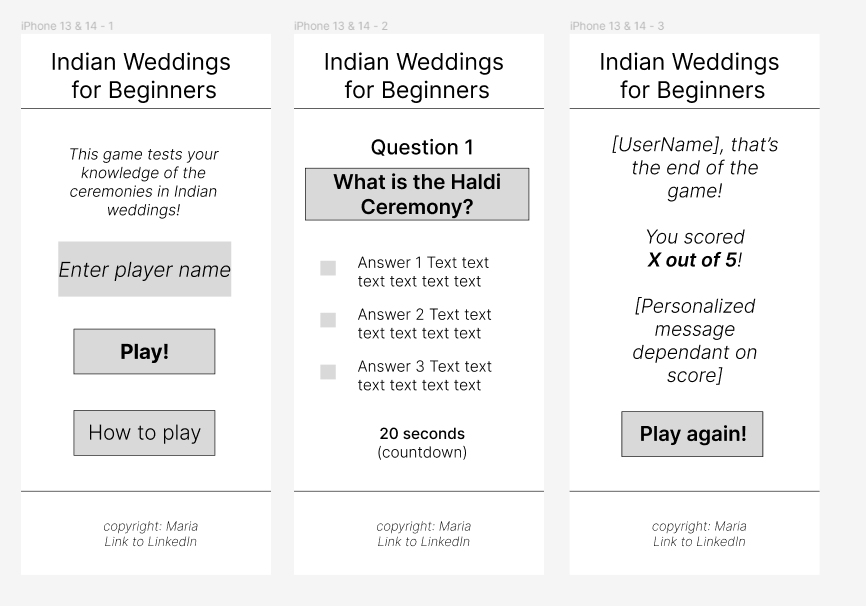 iPhone 13 & 14 - 1
Indian Weddings
for Beginners
This game tests your
knowledge of the
ceremonies in Indian
weddings!
Enter player name
Play!
How to play
copyright: Maria
Link to LinkedIn
iPhone 13 & 14 - 2
Indian Weddings
for Beginners
Question 1
What is the Haldi
Ceremony?
Answer 1 Text text
text text text text
Answer 2 Text text
text text text text
Answer 3 Text text
text text text text
20 seconds
(countdown)
copyright: Maria
Link to LinkedIn
iPhone 13 & 14 - 3
Indian Weddings
for Beginners
[UserName], that’s
the end of the
game!
You scored
X out of 5!
[Personalized
message
dependant on
score]
Play again!
copyright: Maria
Link to LinkedIn